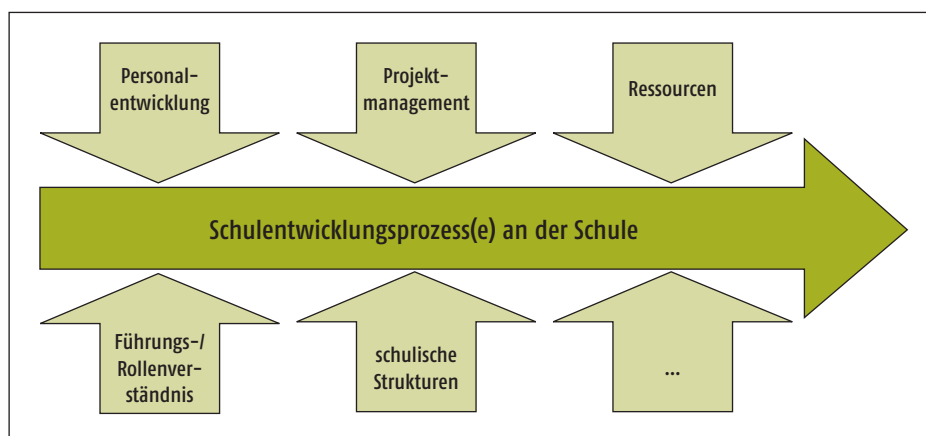 Personal-
entwicklung
Projekt-
management
Ressourcen
Schulentwicklungsprozess(e) an der Schule
Führungs-/
Rollenver-
ständnis
schulische
Strukturen
...